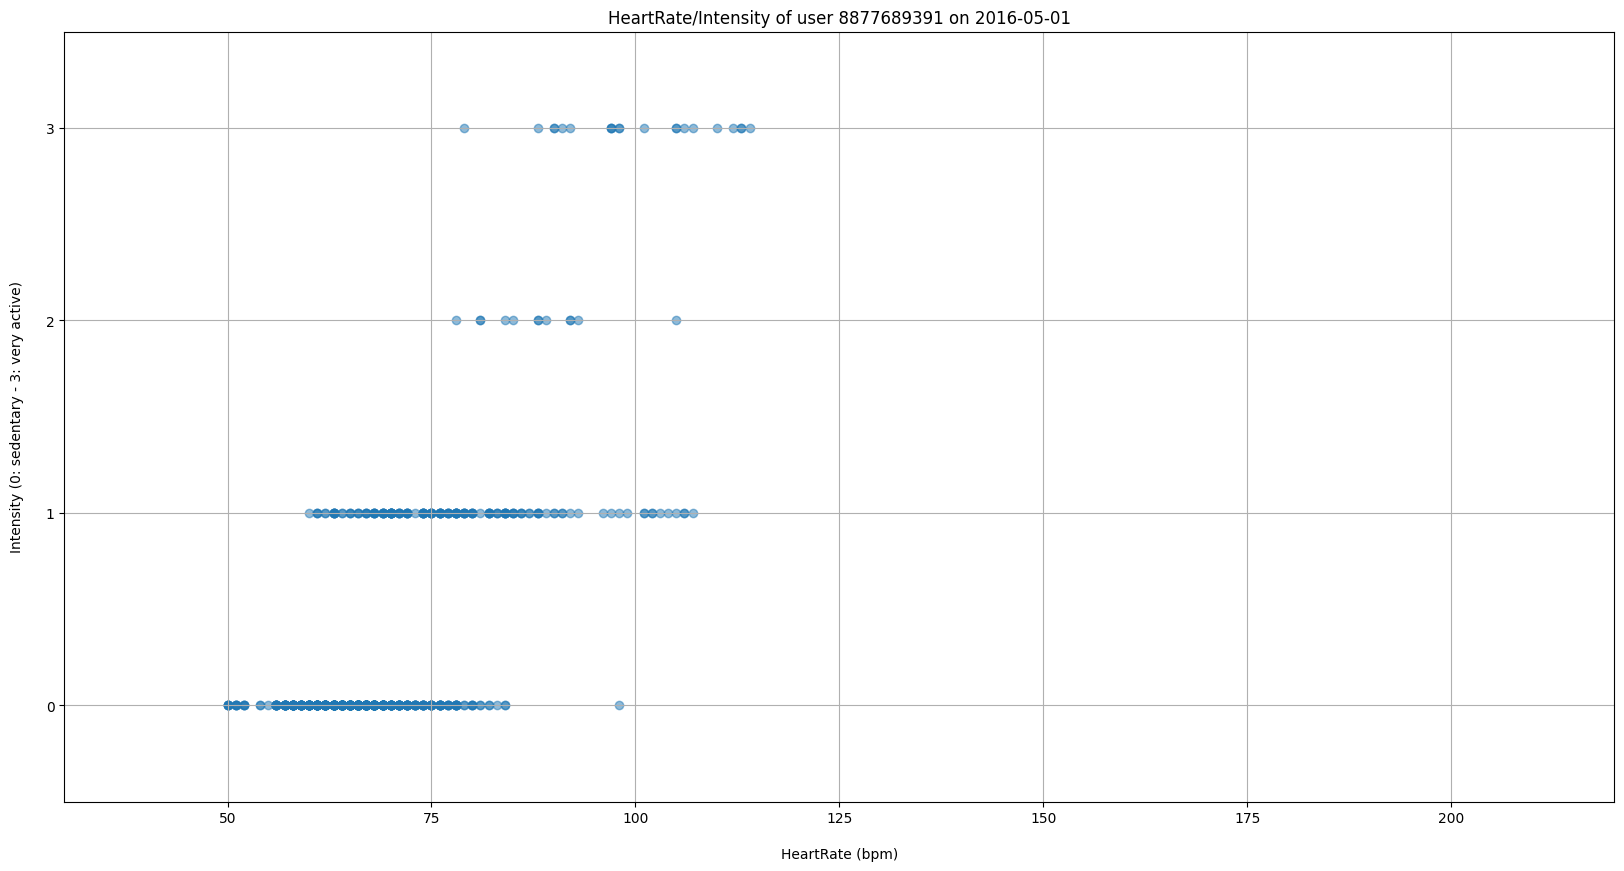 HeartRate/Intensity of user 8877689391 on 2016-05-01
Intensity (0: sedentary - 3: very active)
3
2
1
0
50 75 100 125 150 175 200
HeartRate (bpm)